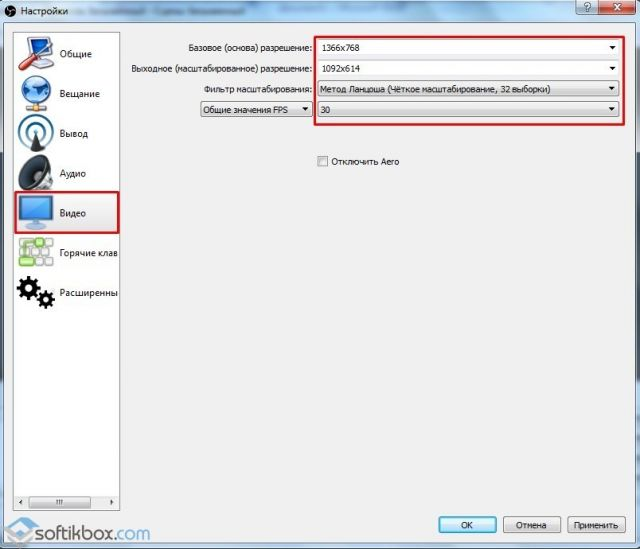 Настройки
Общие
Вещание
Вывод
Аудио
Видео
Горячие клав
Расширенны
Базовое (основа) разрешение: 1366x768
Выходное (масштабированное) разрешение: 1092x614
Фильтр масштабирования: Метод Ланцоша (Чёткое масштабирование, 32 выборки)
Общие значения FPS 30
Отключить Aero
OK Отмена Применить
softikbox.com